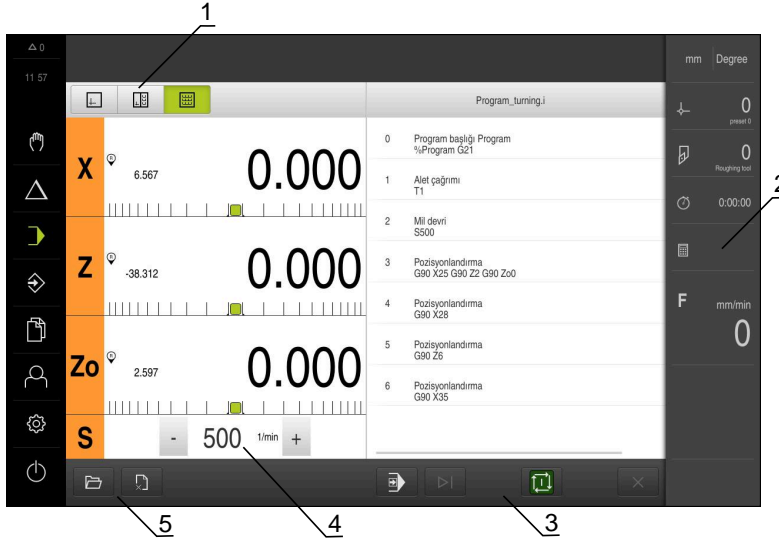 1
0
11 57
mm Degree
Program_turning.i
0
preset 0
X
R
6.567
0.000
0 Program başlığı Program
%Program G21
0
Roughing tool
2
1 Alet çağrımı
T1
0:00:00
2 Mil devri
S500
Z
R
-38.312
0.000
3 Pozisyonlandırma
G90 X25 G90 Z2 G90 Zo0
4 Pozisyonlandırma
G90 X28
F mm/min
0
Zo
R
2.597
0.000
5 Pozisyonlandırma
G90 Z6
6 Pozisyonlandırma
G90 X35
S - 500 1/min +
5
4
3